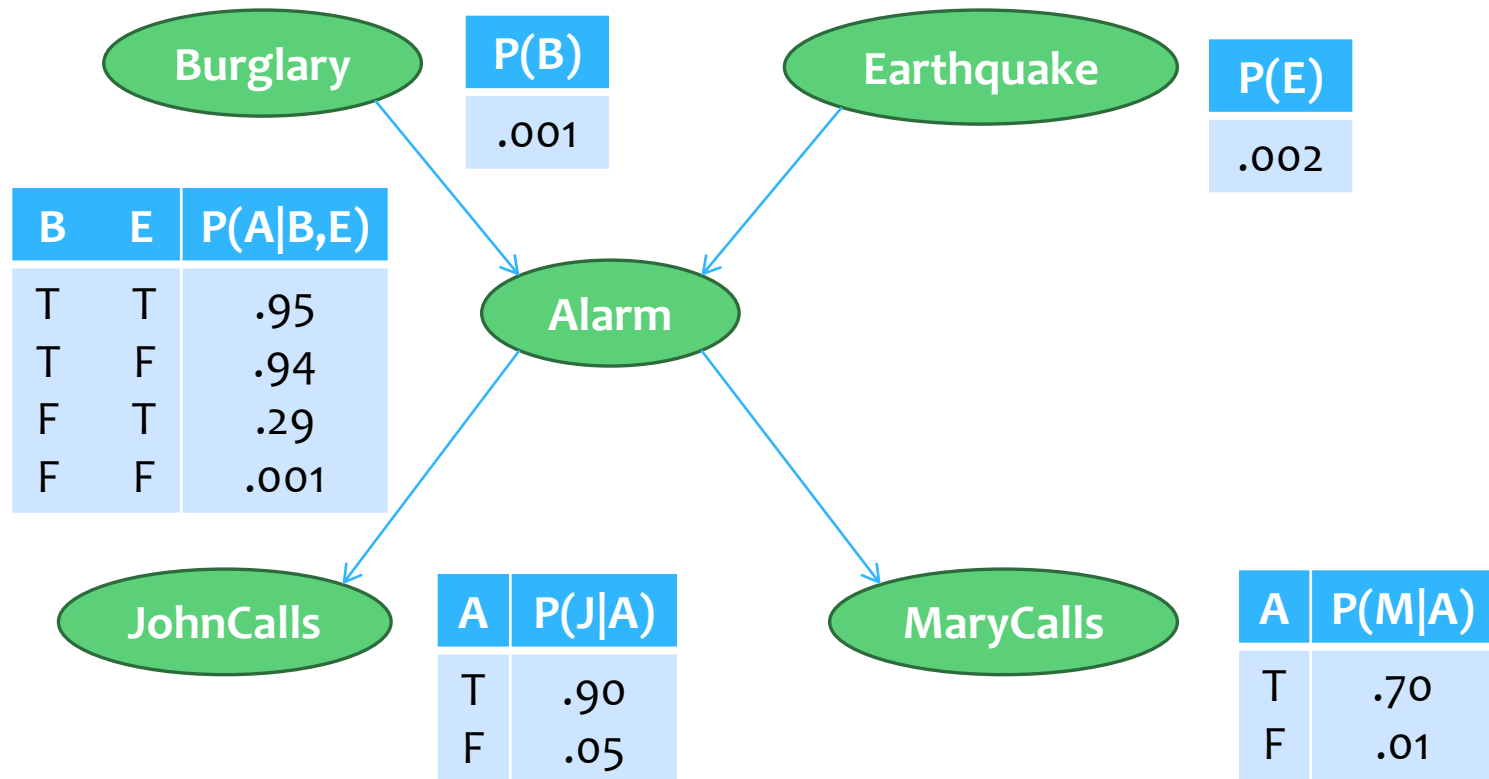 Burglary
P(B)
.001
Earthquake
P(E)
.002
B E P(A|B,E)
T T .95
T F .94
F T .29
F F .001
Alarm
JohnCalls
A P(J|A)
T .90
F .05
MaryCalls
A P(M|A)
T .70
F .01